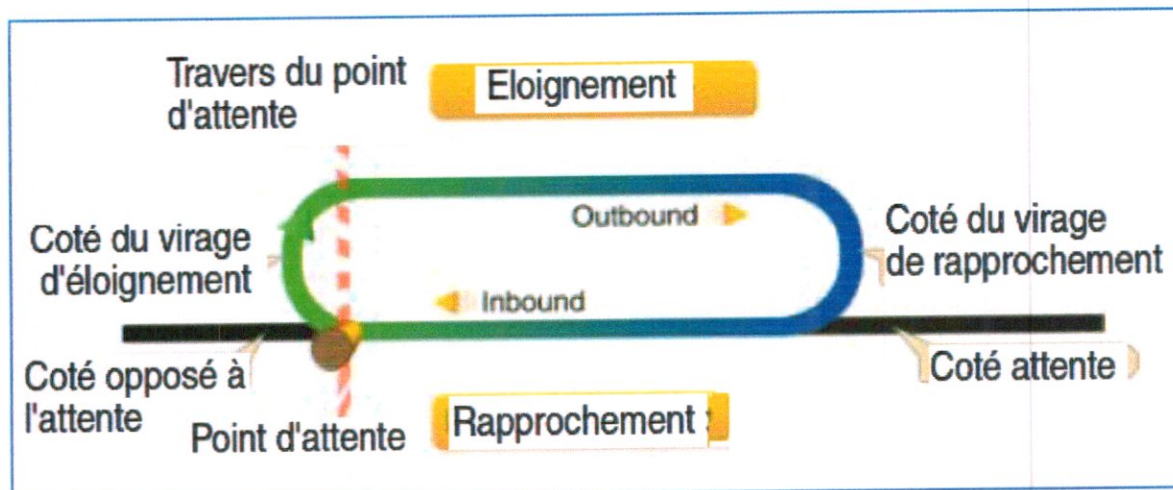 Travers du point
d'attente
Eloignement
Outbound
Coté du virage
d'éloignement
Coté du virage
de rapprochement
Inbound
Coté opposé à
l'attente
Coté attente
Point d'attente
Rapprochement :